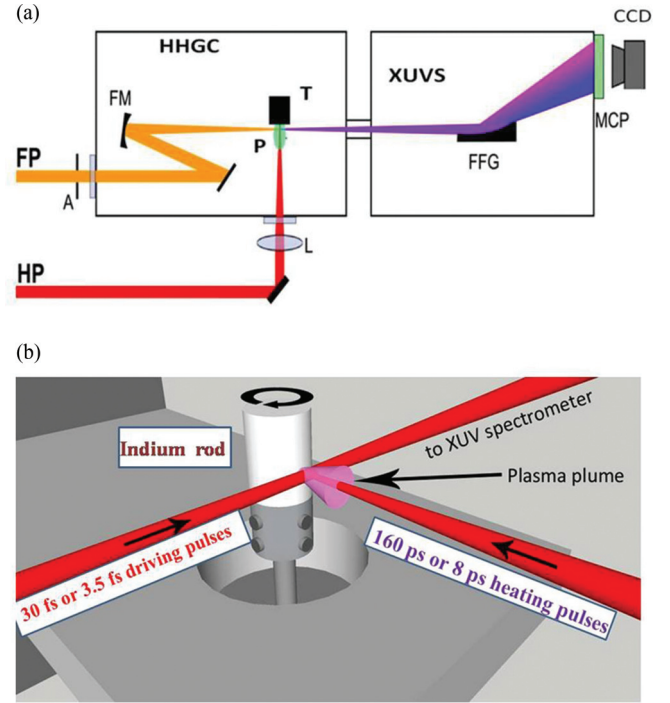 (a)
CCD
HHGC
XUVS
FM
T
P
MCP
FP
A
FFG
L
HP
(b)
Indium rod
to XUV spectrometer
Plasma plume
30 fs or 3.5 fs driving pulses
160 ps or 8 ps heating pulses